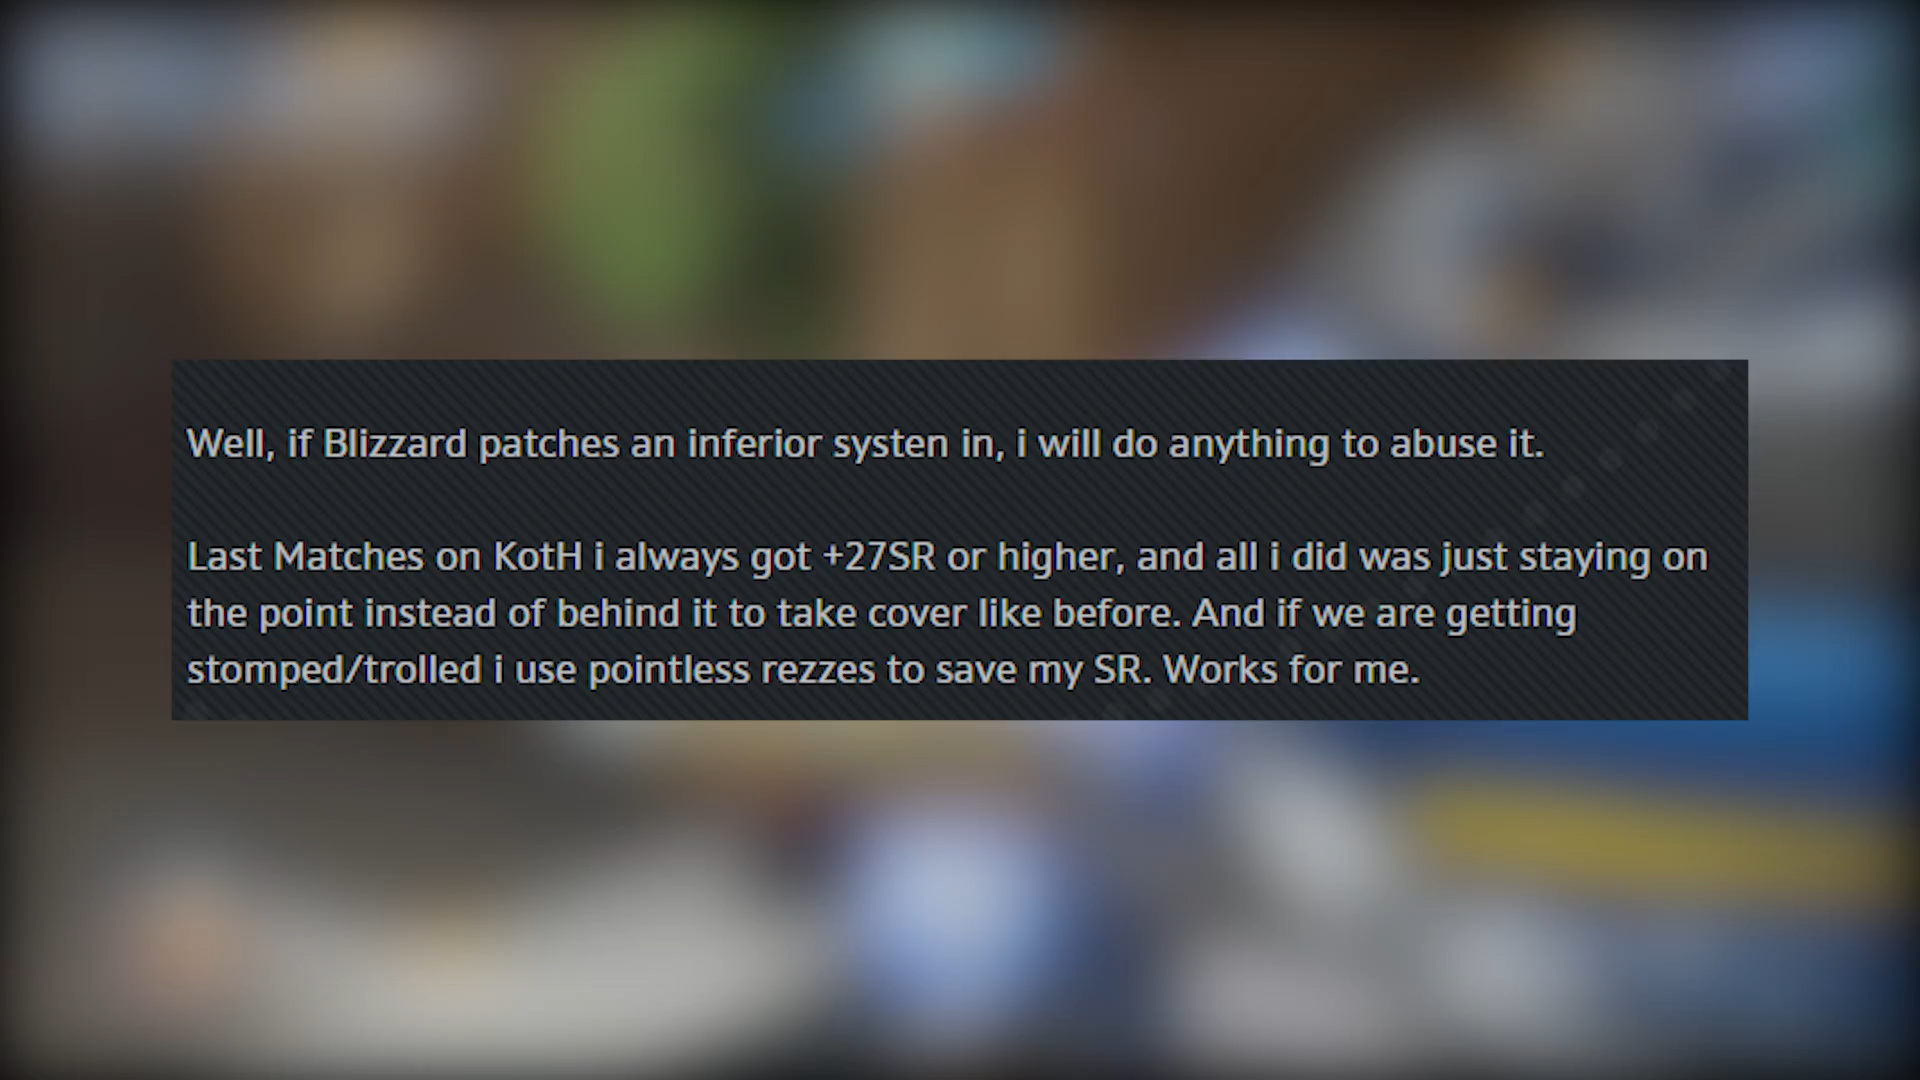 Well, if Blizzard patches an inferior systen in, i will do anything to abuse it.
Last Matches on KotH i always got +27SR or higher, and all i did was just staying on
the point instead of behind it to take cover like before. And if we are getting
stomped/trolled i use pointless rezzes to save my SR. Works for me.